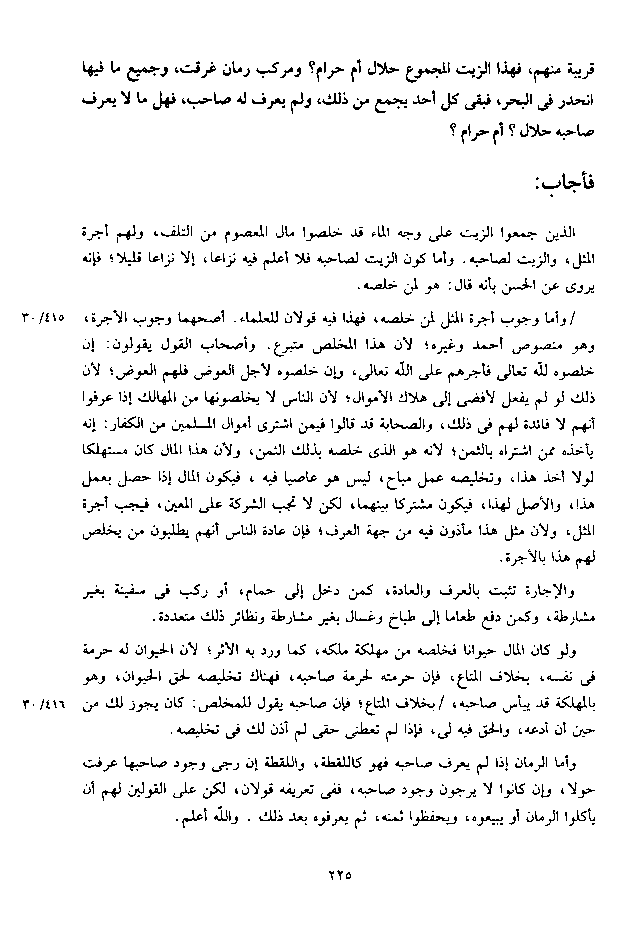 قريبة منهم، فهذا الزيت المجموع حلال أم حرام؟ ومركب رمان غرقت، وجميع ما فيها
انحدر فى البحر، فبقى كل أحد يجمع من ذلك، ولم يعرف له صاحب، فهل ما لا يعرف
صاحبه حلال؟ أم حرام؟
فأجاب:
الذين جمعوا الزيت على وجه الماء قد خلصوا مال المعصوم من التلف، ولهم أجرة
المثل، والزيت لصاحبه. وأما كون الزيت لصاحبه فلا أعلم فيه نزاعا، إلا نزاعا قليلا؛ فإنه
يروى عن الحسن بأنه قال: هو لمن خلصه.
/ وأما وجوب أجرة المثل لمن خلصه، فهذا فيه قولان للعلماء. أصحهما وجوب الأجرة، ٣٠/٤١٥
وهو منصوص أحمد وغيره؛ لأن هذا المخلص متبرع. وأصحاب القول يقولون: إن
خلصوه لله تعالى فأجرهم على الله تعالى، وإن خلصوه لأجل العوض فلهم العوض؛ لأن
ذلك لو لم يفعل لأفضى إلى هلاك الأموال؛ لأن الناس لا يخلصونها من المهالك إذا عرفوا
أنهم لا فائدة لهم فى ذلك، والصحابة قد قالوا فيمن اشترى أموال المسلمين من الكفار: إنه
يأخذه ممن اشتراه بالثمن؛ لأنه هو الذى خلصه بذلك الثمن، ولأن هذا المال كان مستهلكا
لولا أخذ هذا، وتخليصه عمل مباح، ليس هو عاصيا فيه، فيكون المال إذا حصل بعمل
هذا، والأصل لهذا، فيكون مشتركا بينهما، لكن لا تجب الشركة على المعين، فيجب أجرة
المثل، ولأن مثل هذا مأذون فيه من جهة العرف؛ فإن عادة الناس أنهم يطلبون من يخلص
لهم هذا بالأجرة.
والإجارة تثبت بالعرف والعادة، كمن دخل إلى حمام، أو ركب فى سفينة بغير
مشارطة، وكمن دفع طعاما إلى طباخ وغسال بغير مشارطة ونظائر ذلك متعددة.
ولو كان المال حيوانا فخلصه من مهلكة ملكه، كما ورد به الأثر؛ لأن الحيوان له حرمة
فى نفسه، بخلاف المتاع، فإن حرمته لحرمة صاحبه، فهناك تخليصه لحق الحيوان، وهو
بالمهلكة قد ييأس صاحبه، / بخلاف المتاع؛ فإن صاحبه يقول للمخلص: كان يجوز لك من ٣٠/٤١٦
حين أن أدعه، والحق فيه لى، فإذا لم تعطنى حقى لم آذن لك فى تخليصه.
وأما الرمان إذا لم يعرف صاحبه فهو كاللقطة، واللقطة إن رجى وجود صاحبها عرفت
حولا، وإن كانوا لا يرجون وجود صاحبه، ففى تعريفه قولان، لكن على القولين لهم أن
يأكلوا الرمان أو يبيعوه، ويحفظوا ثمنه، ثم يعرفوه بعد ذلك. والله أعلم.
٢٢٥